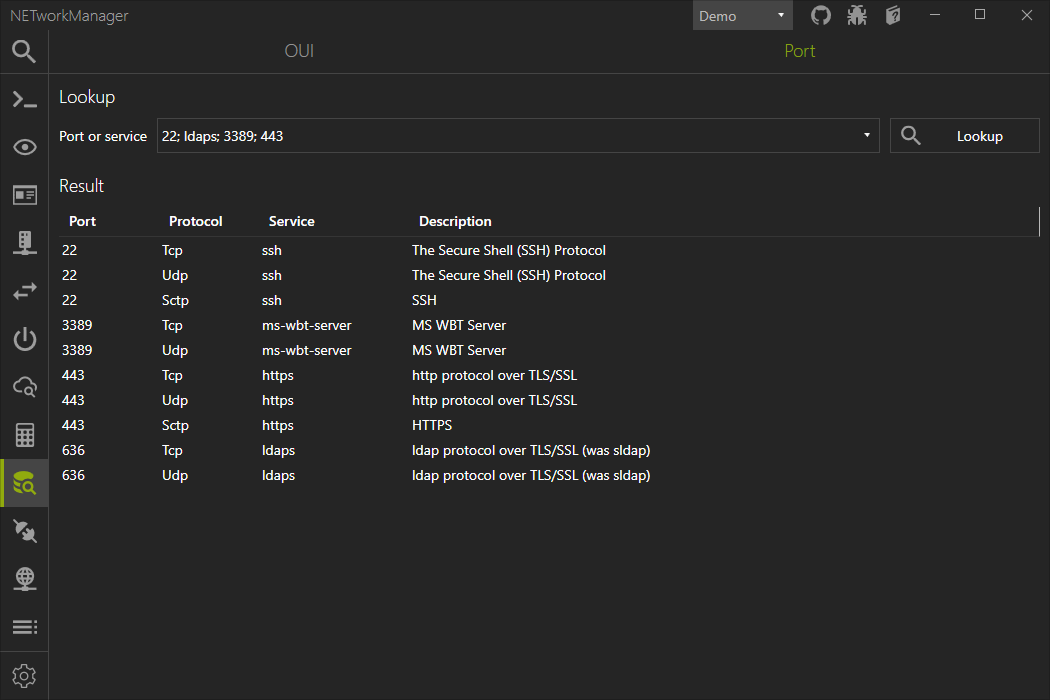 NETworkManager Demo
OUI Port
Lookup
Port or service 22; ldaps; 3389; 443 Lookup
Result
Port Protocol Service Description
22 Tcp ssh The Secure Shell (SSH) Protocol
22 Udp ssh The Secure Shell (SSH) Protocol
22 Sctp ssh SSH
3389 Tcp ms-wbt-server MS WBT Server
3389 Udp ms-wbt-server MS WBT Server
443 Tcp https http protocol over TLS/SSL
443 Udp https http protocol over TLS/SSL
443 Sctp https HTTPS
636 Tcp ldaps ldap protocol over TLS/SSL (was sldap)
636 Udp ldaps ldap protocol over TLS/SSL (was sldap)